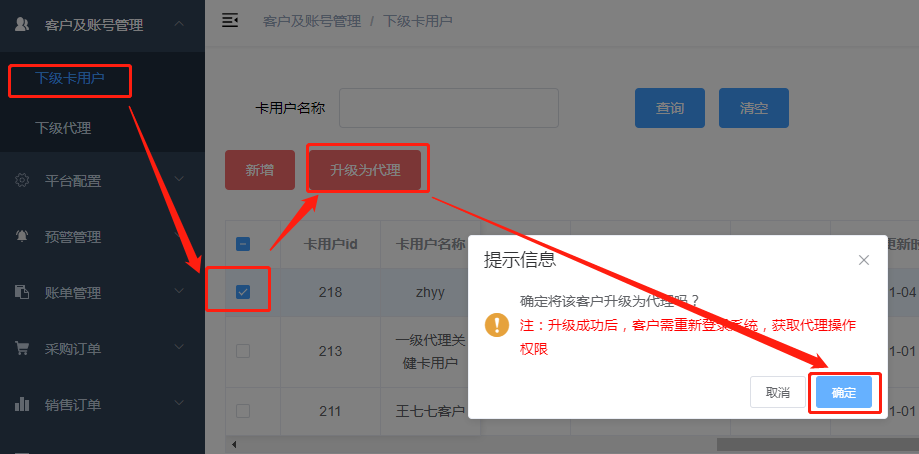 客户及账号管理
客户及账号管理 / 下级卡用户
下级卡用户
下级代理
平台配置
预警管理
账单管理
采购订单
销售订单
卡用户名称
查询
清空
新增
升级为代理
卡用户id
卡用户名称
更新时
218
zhyy
1-04
213
一级代理关
健卡用户
1-01
211
王七七客户
1-01
提示信息
确定将该客户升级为代理吗？
注：升级成功后，客户需重新登录系统，获取代理操作
权限
取消
确定